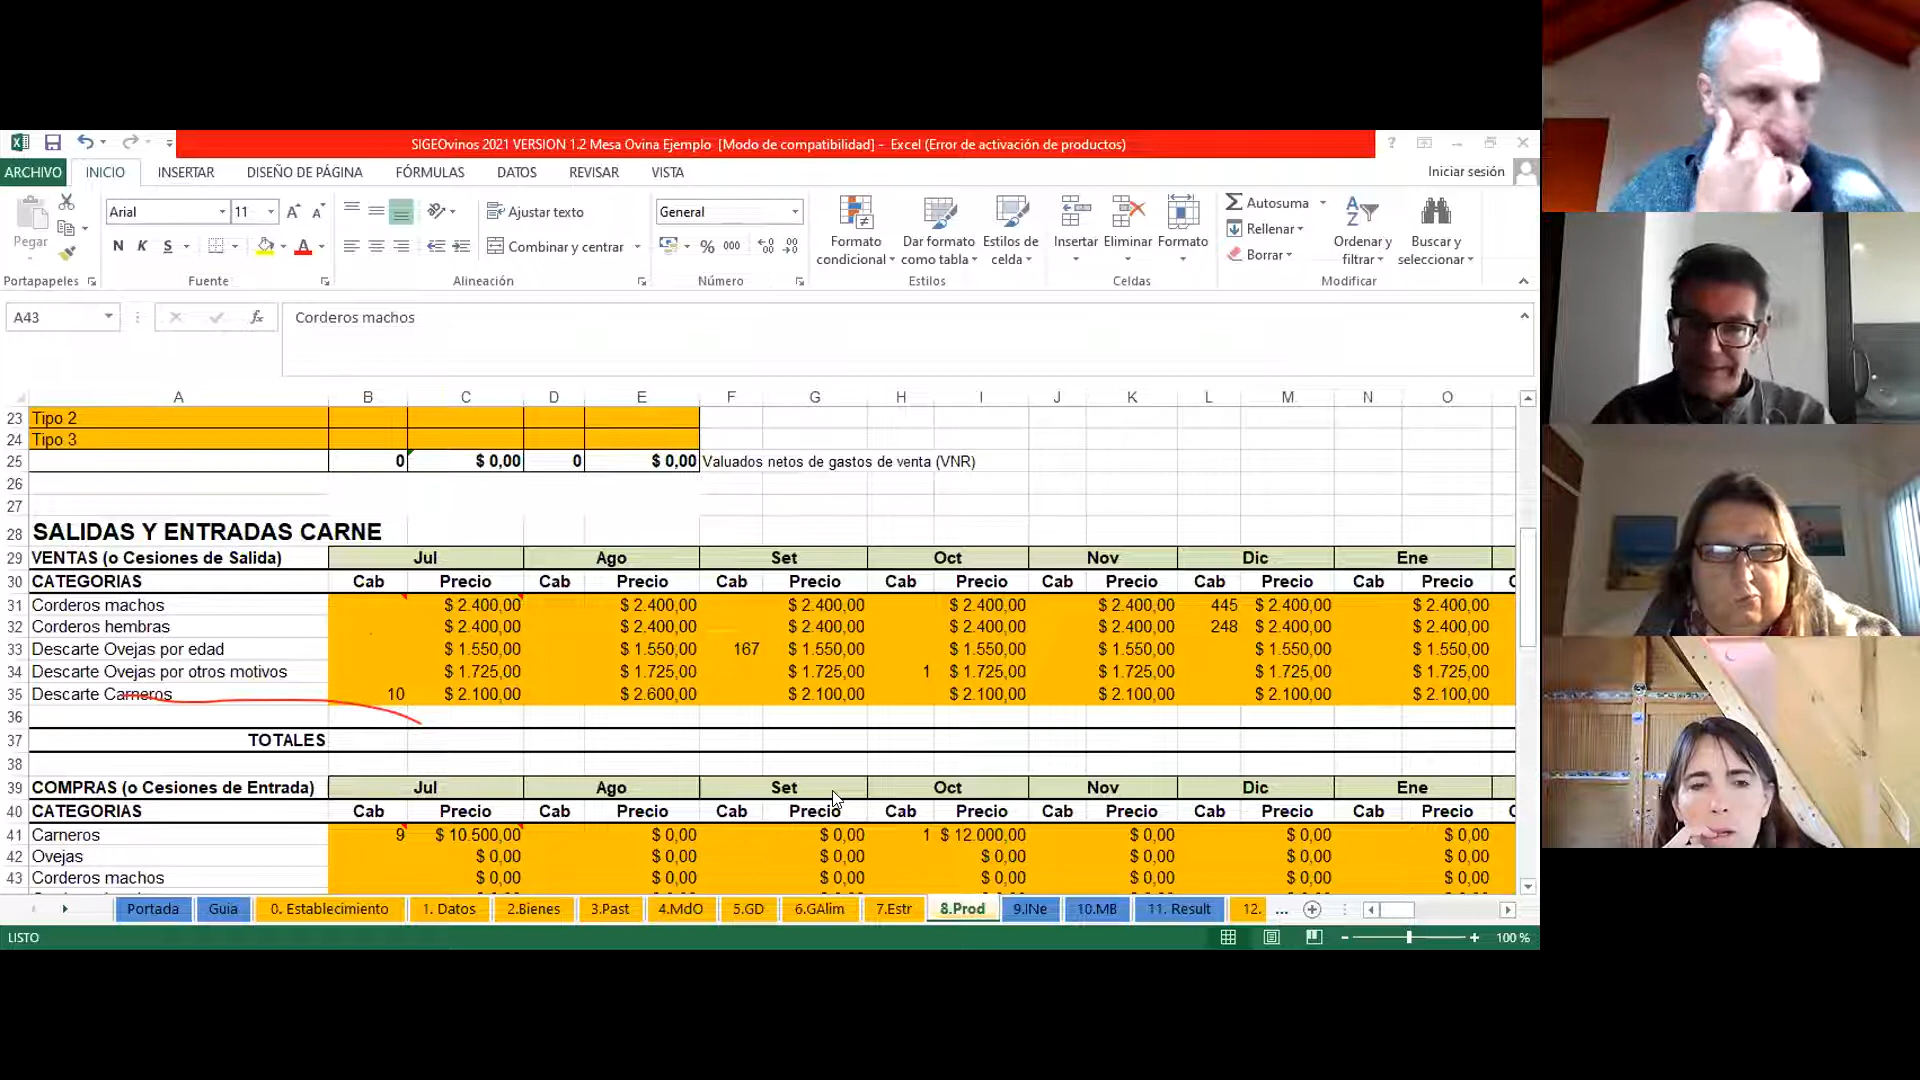 SIGEOvinos 2021 VERSION 1.2 Mesa Ovina Ejemplo [Modo de compatibilidad] - Excel (Error de activación de productos)
ARCHIVO INICIO INSERTAR DISEÑO DE PÁGINA FÓRMULAS DATOS REVISAR VISTA Iniciar sesión
Pegar Arial 11 Ajustar texto General Formato condicional Dar formato como tabla Estilos de celda Insertar Eliminar Formato Autosuma Ordenar y filtrar Buscar y seleccionar
N K S Combinar y centrar % 000 Rellenar
Borrar
Portapapeles Fuente Alineación Número Estilos Celdas Modificar
A43 fx Corderos machos
A B C D E F G H I J K L M N O
23 Tipo 2
24 Tipo 3
25 0 $ 0,00 0 $ 0,00 Valuados netos de gastos de venta (VNR)
26
27
28 SALIDAS Y ENTRADAS CARNE
29 VENTAS (o Cesiones de Salida) Jul Ago Set Oct Nov Dic Ene
30 CATEGORIAS Cab Precio Cab Precio Cab Precio Cab Precio Cab Precio Cab Precio Cab Precio
31 Corderos machos $ 2.400,00 $ 2.400,00 $ 2.400,00 $ 2.400,00 $ 2.400,00 445 $ 2.400,00 $ 2.400,00
32 Corderos hembras $ 2.400,00 $ 2.400,00 $ 2.400,00 $ 2.400,00 $ 2.400,00 248 $ 2.400,00 $ 2.400,00
33 Descarte Ovejas por edad $ 1.550,00 $ 1.550,00 167 $ 1.550,00 $ 1.550,00 $ 1.550,00 $ 1.550,00 $ 1.550,00
34 Descarte Ovejas por otros motivos $ 1.725,00 $ 1.725,00 $ 1.725,00 1 $ 1.725,00 $ 1.725,00 $ 1.725,00 $ 1.725,00
35 Descarte Carneros 10 $ 2.100,00 $ 2.600,00 $ 2.100,00 $ 2.100,00 $ 2.100,00 $ 2.100,00 $ 2.100,00
36
37 TOTALES
38
39 COMPRAS (o Cesiones de Entrada) Jul Ago Set Oct Nov Dic Ene
40 CATEGORIAS Cab Precio Cab Precio Cab Precio Cab Precio Cab Precio Cab Precio Cab Precio
41 Carneros 9 $ 10.500,00 $ 0,00 $ 0,00 1 $ 12.000,00 $ 0,00 $ 0,00 $ 0,00
42 Ovejas $ 0,00 $ 0,00 $ 0,00 $ 0,00 $ 0,00 $ 0,00 $ 0,00
43 Corderos machos $ 0,00 $ 0,00 $ 0,00 $ 0,00 $ 0,00 $ 0,00 $ 0,00
Portada Guia 0. Establecimiento 1. Datos 2.Bienes 3.Past 4.MdO 5.GD 6.GAlim 7.Estr 8.Prod 9.INe 10.MB 11. Result 12. ...
LISTO 100 %